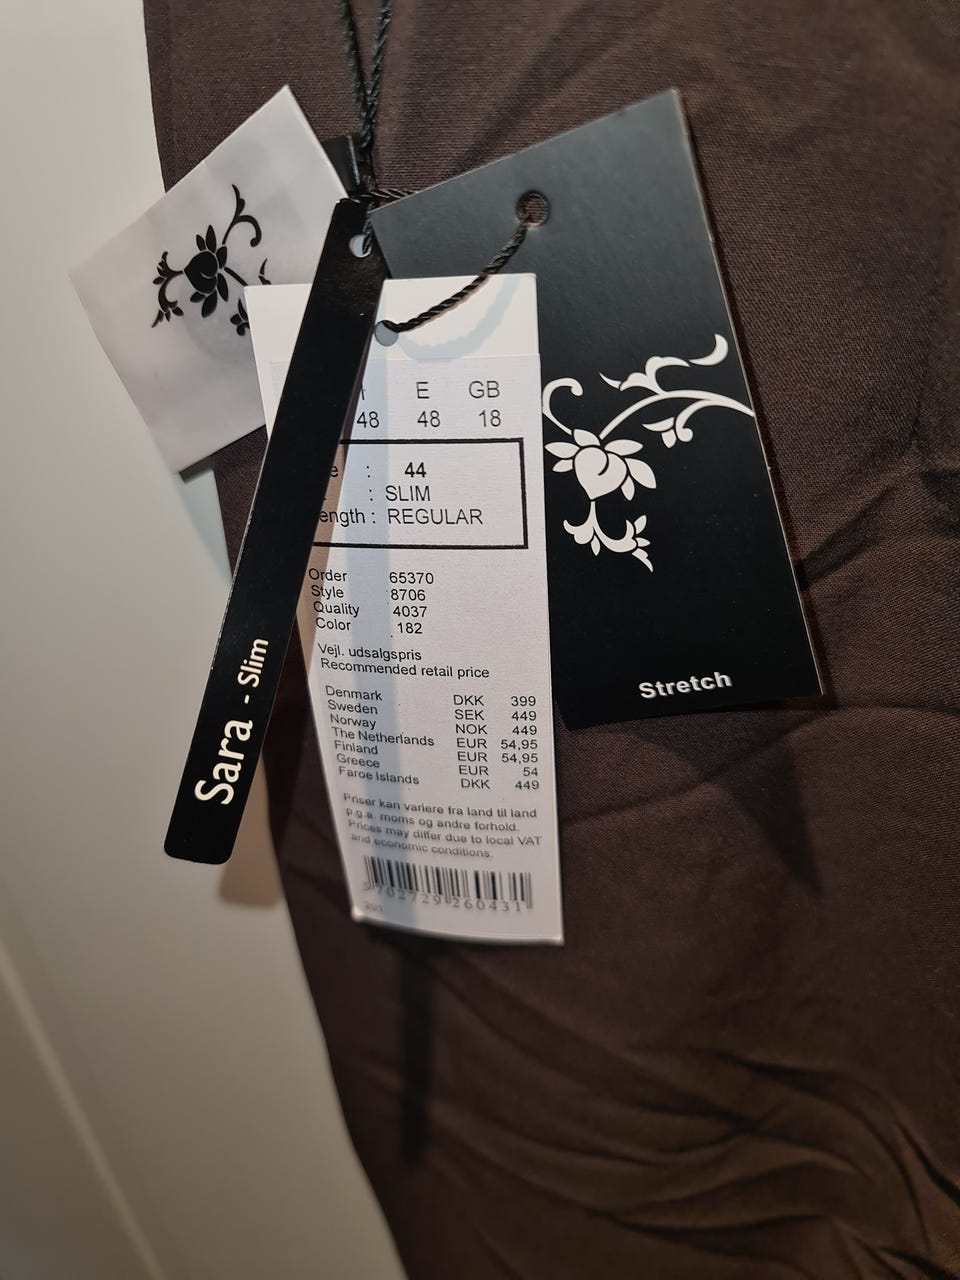 E GB
48 48 18
: 44
: SLIM
ength : REGULAR
Order 65370
Style 8706
Quality 4037
Color 182
Vejl. udsalgspris
Recommended retail price
Denmark DKK 399
Sweden SEK 449
Norway NOK 449
The Netherlands EUR 54,95
Finland EUR 54,95
Greece EUR 54
Faroe Islands DKK 449
Priser kan variere fra land til land
p.g.a. moms og andre forhold.
Prices may differ due to local VAT
and economic conditions.
5702729260431
Sara - Slim
Stretch